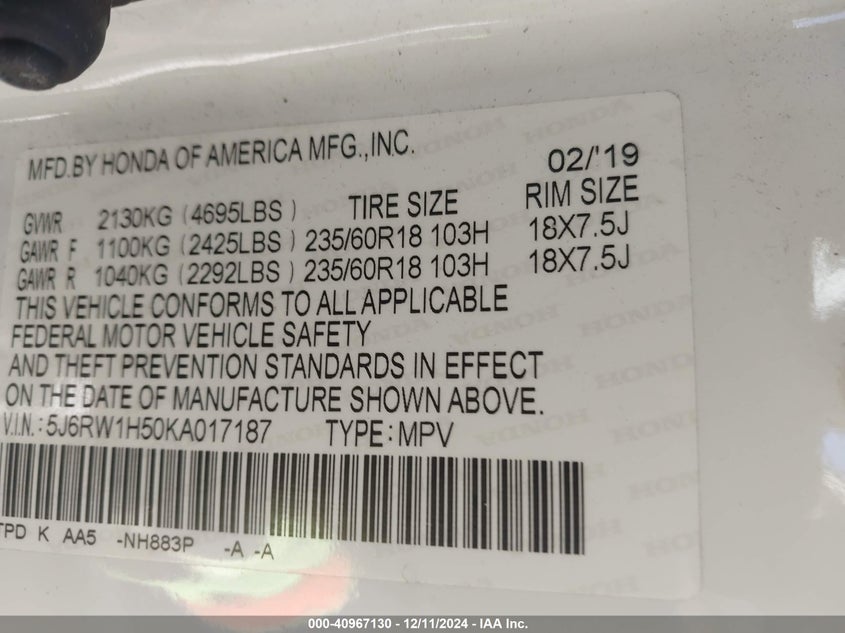 MFD.BY HONDA OF AMERICA MFG.,INC. 02/'19
GVWR 2130KG (4695LBS) TIRE SIZE RIM SIZE
GAWR F 1100KG (2425LBS) 235/60R18 103H 18X7.5J
GAWR R 1040KG (2292LBS) 235/60R18 103H 18X7.5J
THIS VEHICLE CONFORMS TO ALL APPLICABLE
FEDERAL MOTOR VEHICLE SAFETY
AND THEFT PREVENTION STANDARDS IN EFFECT
ON THE DATE OF MANUFACTURE SHOWN ABOVE.
V.I.N.: 5J6RW1H50KA017187 TYPE: MPV
TPD K AA5 -NH883P -A -A
000-40967130 - 12/11/2024 - IAA Inc.